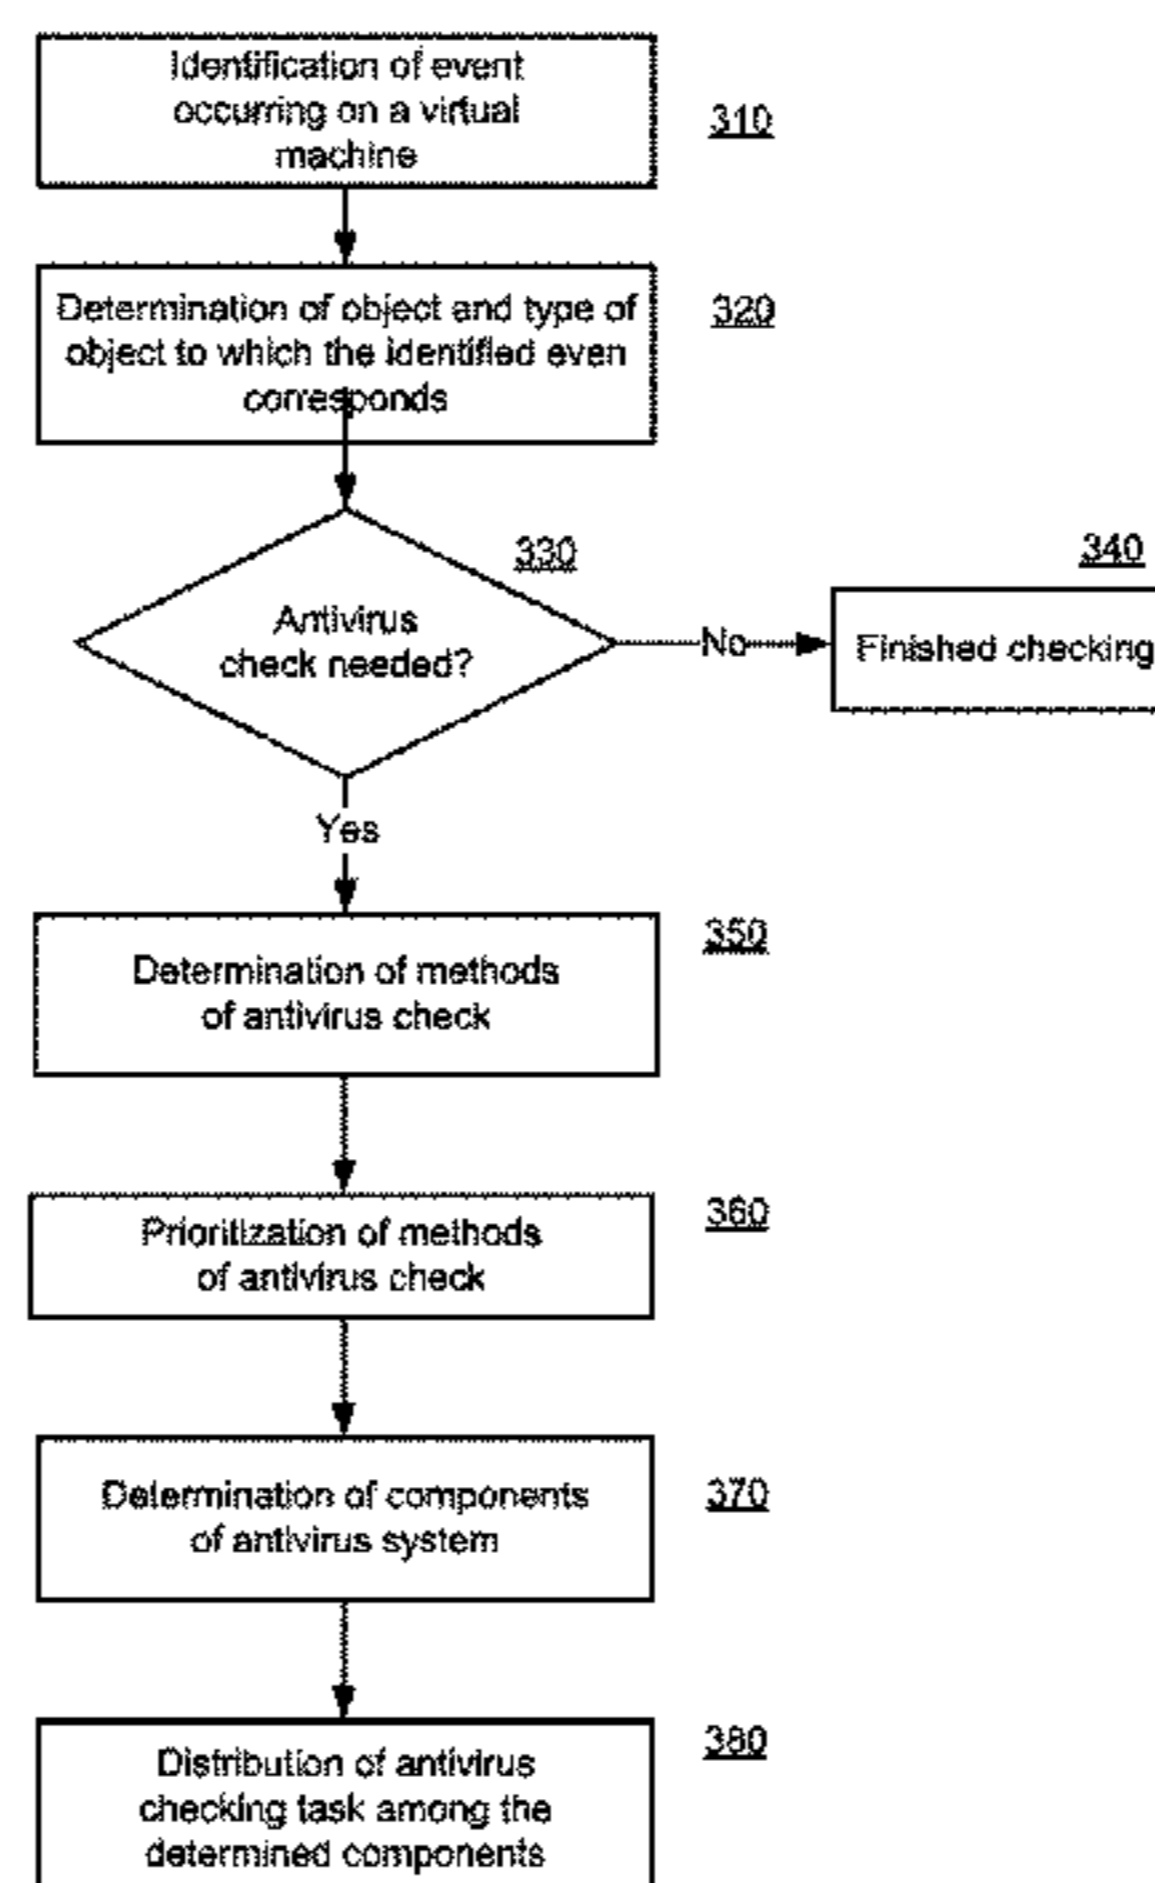 Identification of event
occurring on a virtual
machine
310
Determination of object and type of
object to which the identified even
corresponds
320
330
Antivirus
check needed?
No
340
Finished checking
Yes
Determination of methods
of antivirus check
350
Prioritization of methods
of antivirus check
360
Determination of components
of antivirus system
370
Distribution of antivirus
checking task among the
determined components
380